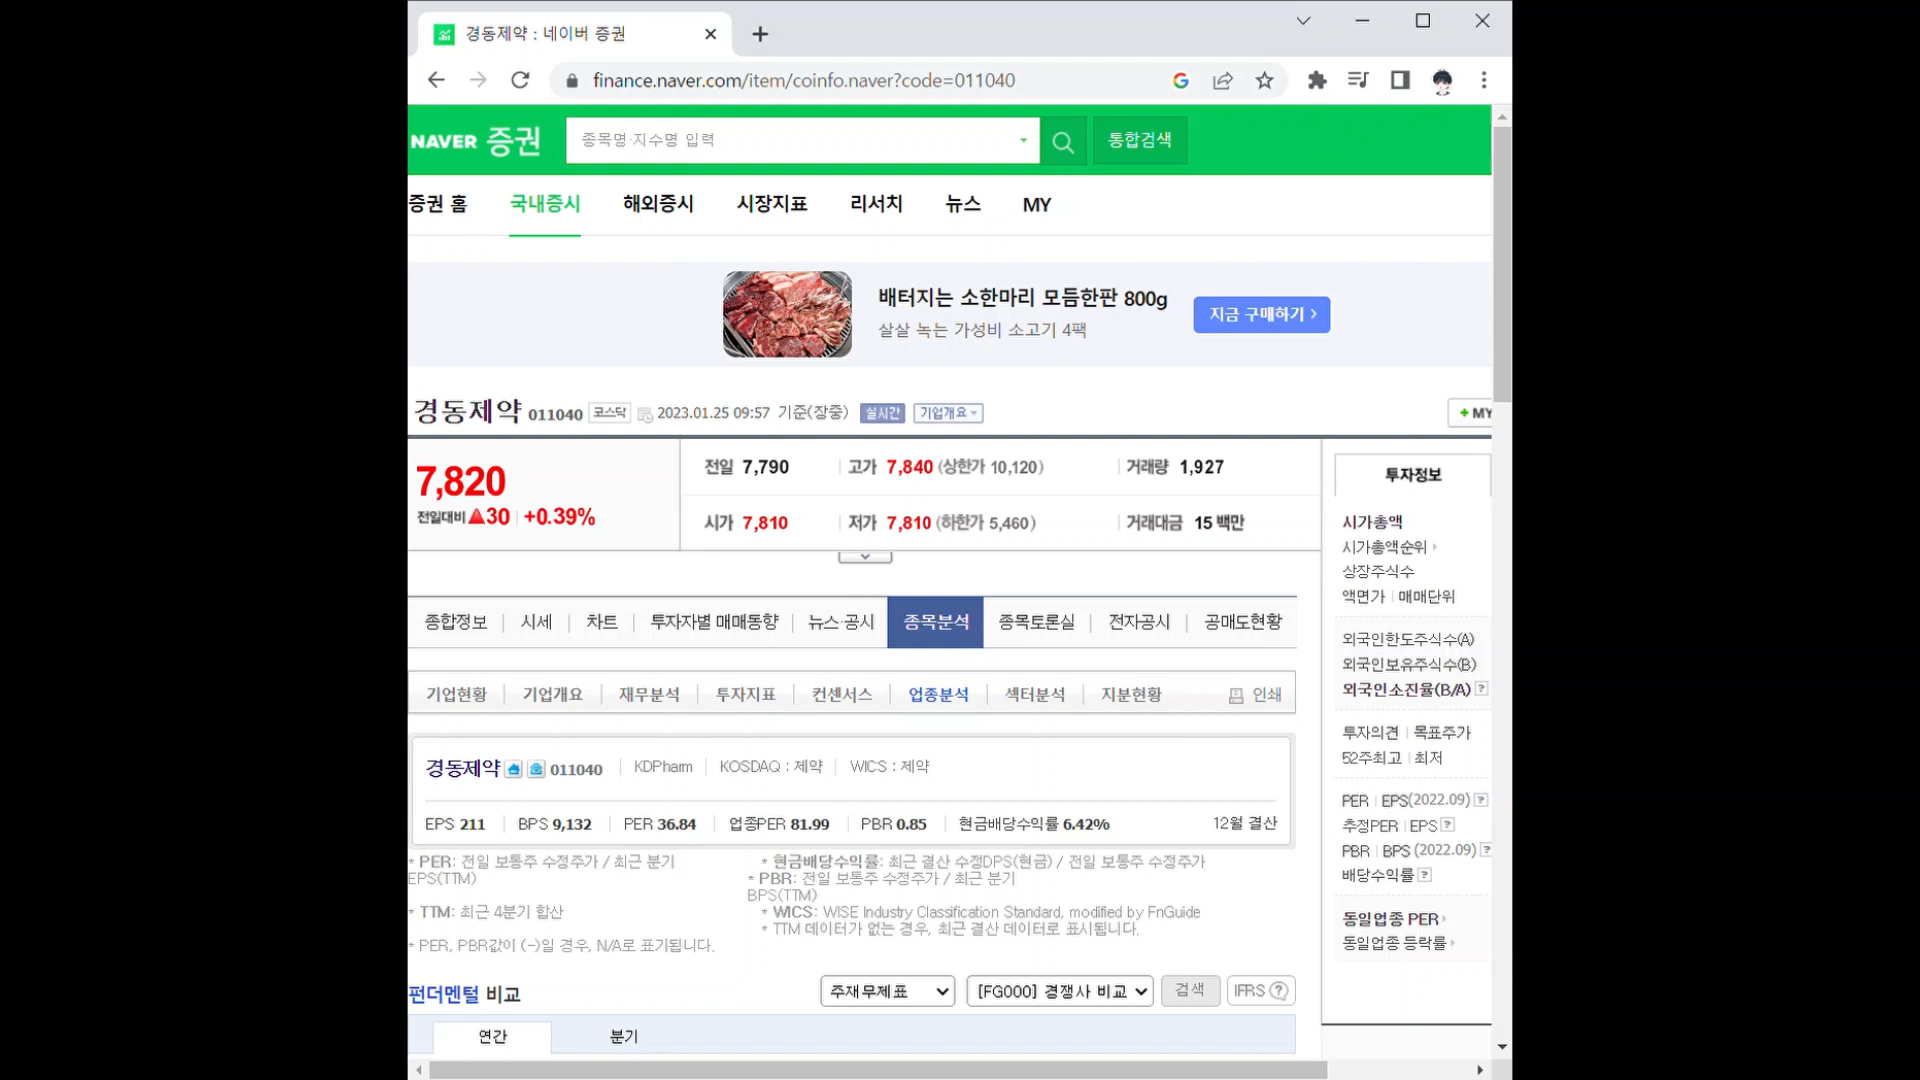 경동제약 : 네이버 증권
finance.naver.com/item/coinfo.naver?code=011040
NAVER 증권
종목명·지수명 입력
통합검색
증권 홈 국내증시 해외증시 시장지표 리서치 뉴스 MY
배터지는 소한마리 모듬한판 800g
살살 녹는 가성비 소고기 4팩
지금 구매하기
경동제약 011040 코스닥 2023.01.25 09:57 기준(장중) 실시간 기업개요
+ MY
7,820
전일대비 ▲30 +0.39%
전일 7,790 고가 7,840 (상한가 10,120) 거래량 1,927
시가 7,810 저가 7,810 (하한가 5,460) 거래대금 15 백만
종합정보 시세 차트 투자자별 매매동향 뉴스·공시 종목분석 종목토론실 전자공시 공매도현황
기업현황 기업개요 재무분석 투자지표 컨센서스 업종분석 섹터분석 지분현황 인쇄
경동제약 011040 KDPharm KOSDAQ : 제약 WICS : 제약
EPS 211 BPS 9,132 PER 36.84 업종PER 81.99 PBR 0.85 현금배당수익률 6.42% 12월 결산
* PER: 전일 보통주 수정주가 / 최근 분기
EPS(TTM)
* TTM: 최근 4분기 합산
* PER, PBR값이 (-)일 경우, N/A로 표기됩니다.
* 현금배당수익률: 최근 결산 수정DPS(현금) / 전일 보통주 수정주가
* PBR: 전일 보통주 수정주가 / 최근 분기
BPS(TTM)
* WICS: WISE Industry Classification Standard, modified by FnGuide
* TTM 데이터가 없는 경우, 최근 결산 데이터로 표시됩니다.
펀더멘털 비교
주재무제표 [FG000] 경쟁사 비교 검색 IFRS ?
연간 분기
투자정보
시가총액
시가총액순위
상장주식수
액면가 매매단위
외국인한도주식수(A)
외국인보유주식수(B)
외국인소진율(B/A) ?
투자의견 목표주가
52주최고 최저
PER EPS(2022.09) ?
추정PER EPS ?
PBR BPS (2022.09) ?
배당수익률 ?
동일업종 PER
동일업종 등락률